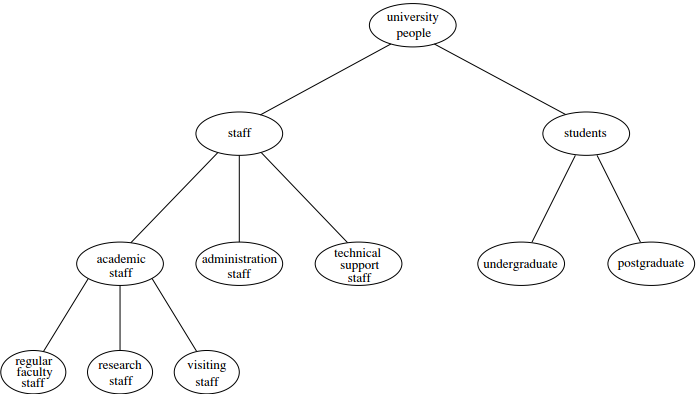 university
people
staff
students
academic
staff
administration
staff
technical
support
staff
undergraduate
postgraduate
regular
faculty
staff
research
staff
visiting
staff